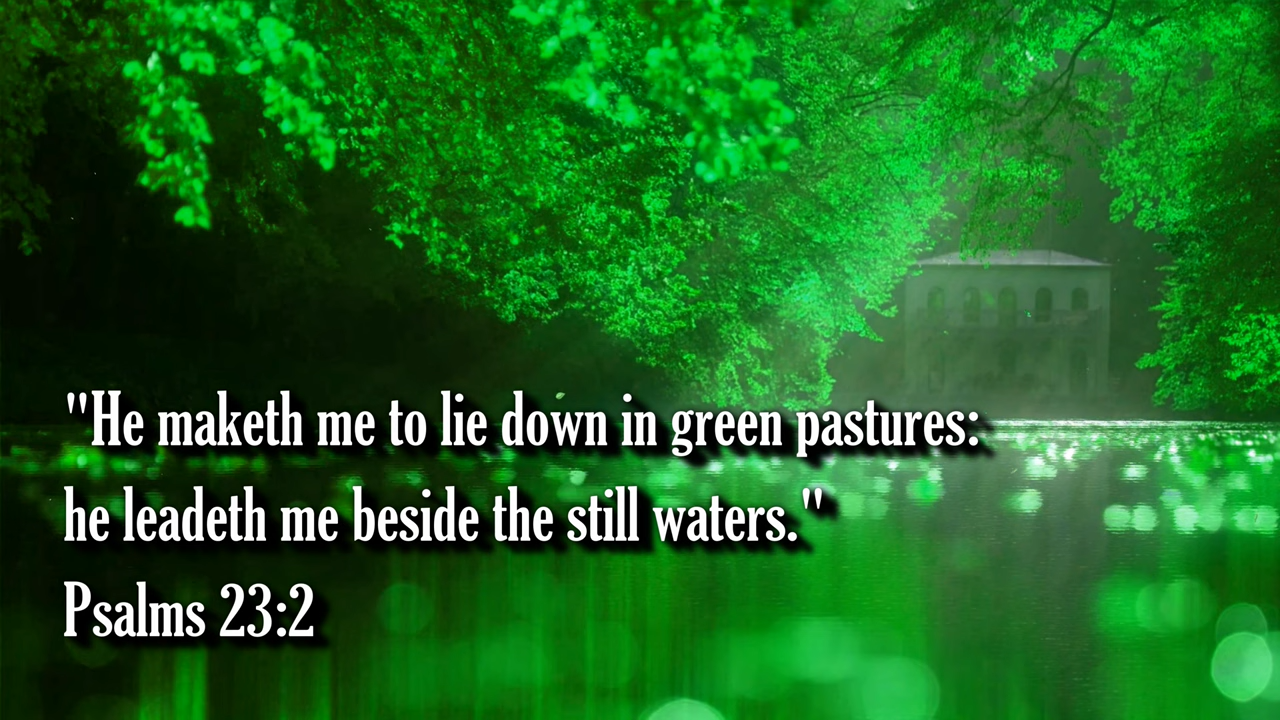 "He maketh me to lie down in green pastures:
he leadeth me beside the still waters."
Psalms 23:2